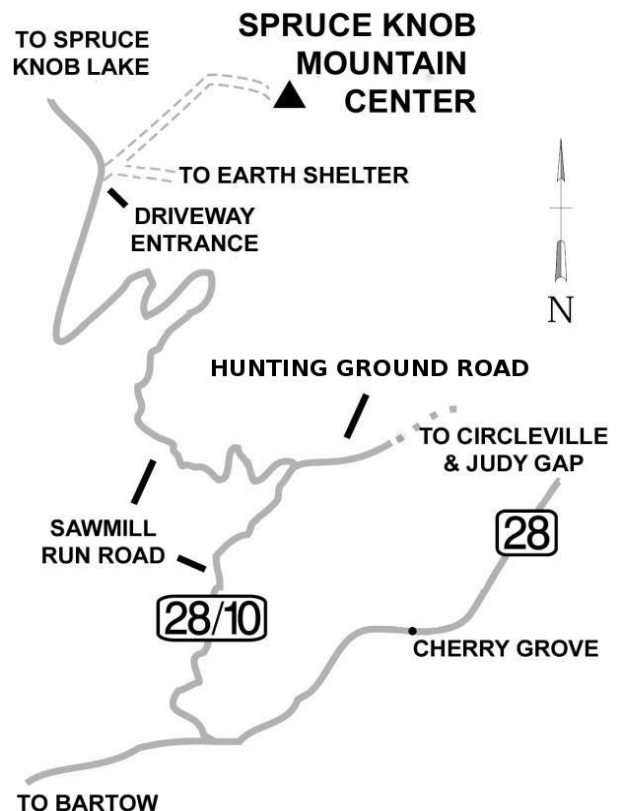 TO SPRUCE
KNOB LAKE
SPRUCE KNOB
MOUNTAIN
CENTER
TO EARTH SHELTER
DRIVEWAY
ENTRANCE
N
HUNTING GROUND ROAD
TO CIRCLEVILLE
& JUDY GAP
28
SAWMILL
RUN ROAD
28/10
CHERRY GROVE
TO BARTOW